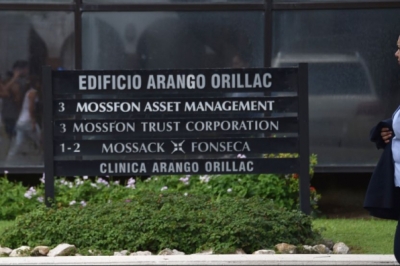 EDIFICIO ARANGO ORILLAC
3 MOSSFON ASSET MANAGEMENT
3 MOSSFON TRUST CORPORATION
1-2 MOSSACK FONSECA
CLINICA ARANGO ORILLAC